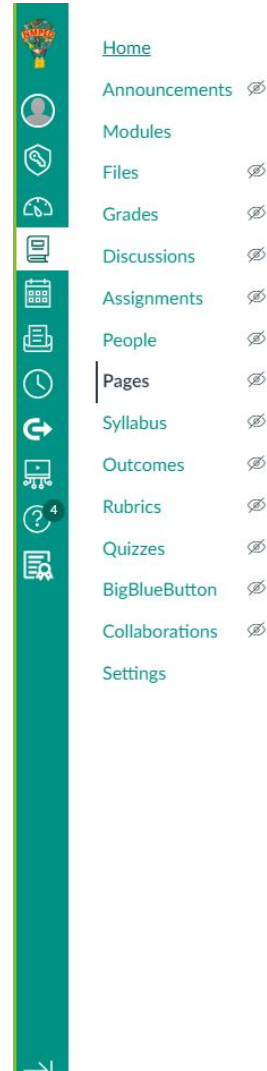 Home
Announcements
Modules
Files
Grades
Discussions
Assignments
People
Pages
Syllabus
4
Outcomes
Rubrics
Quizzes
BigBlueButton
Collaborations
Settings